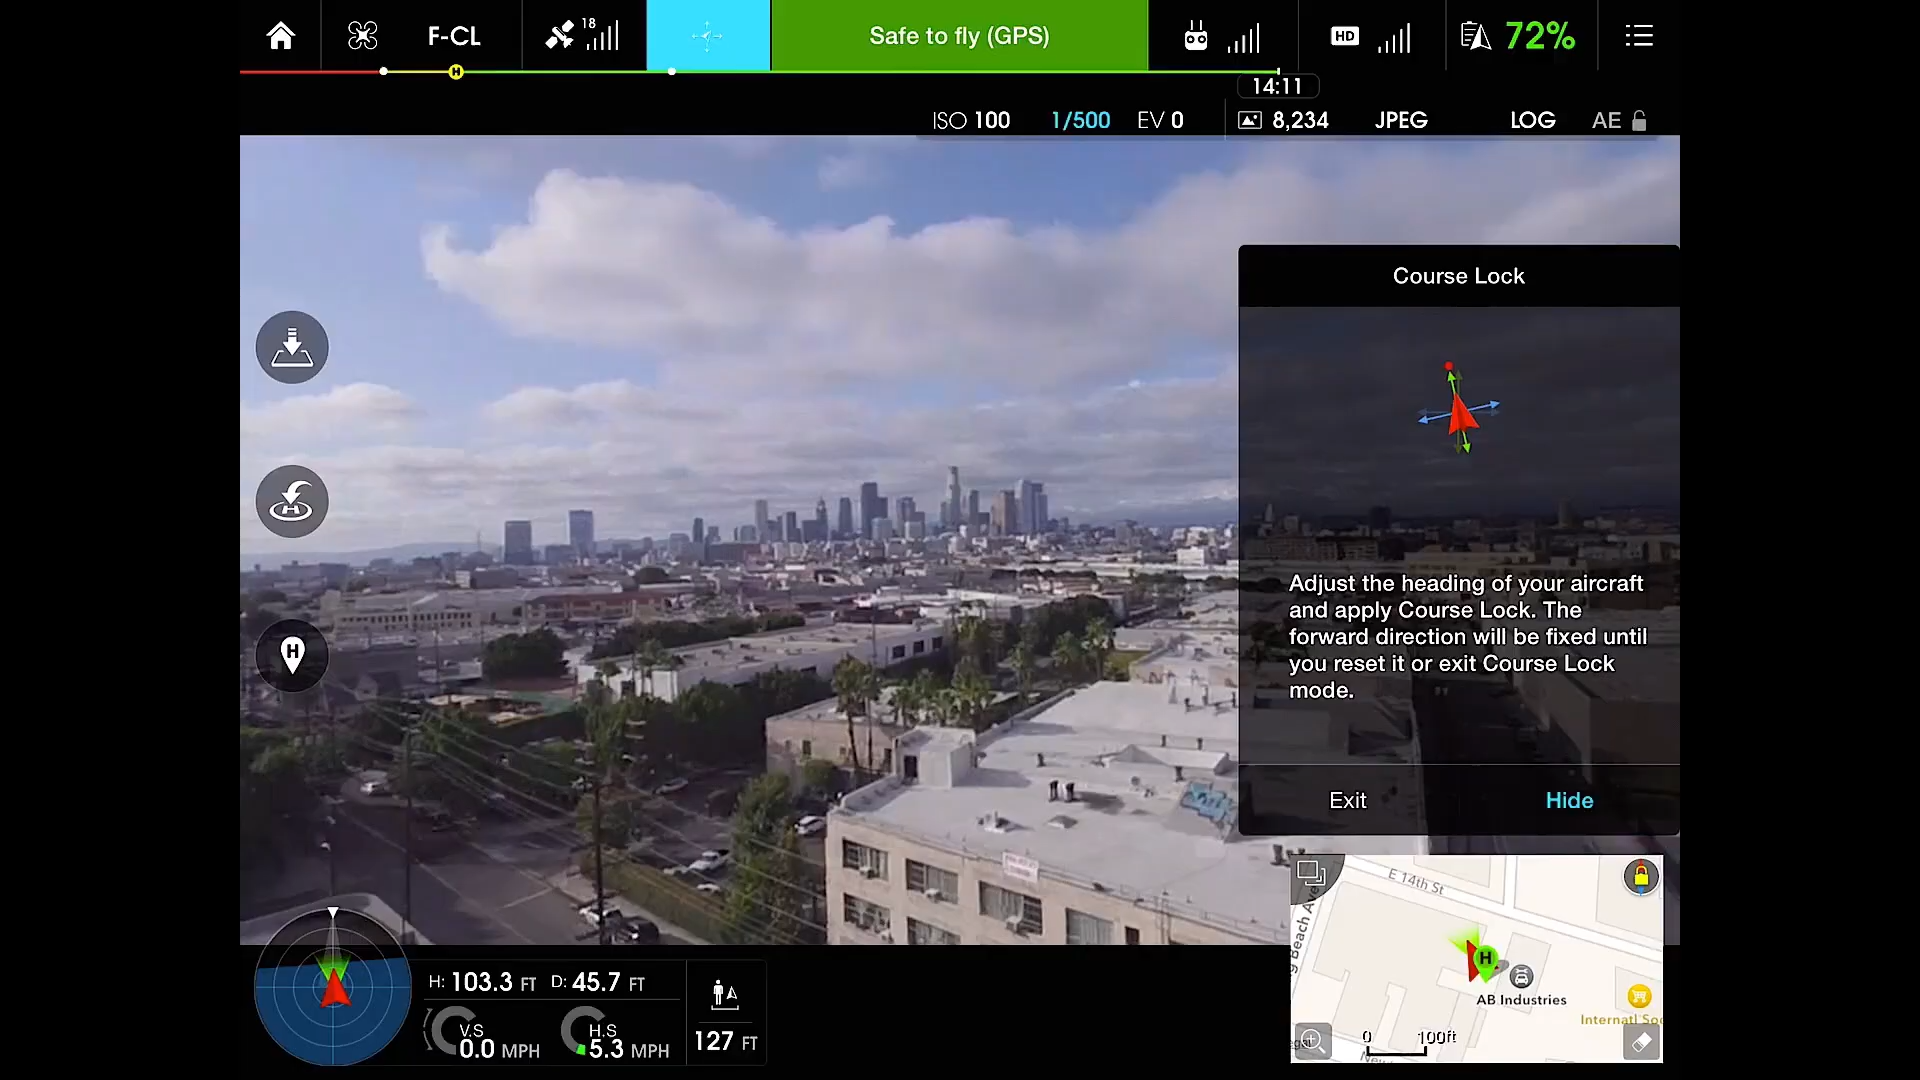 F-CL
18
Safe to fly (GPS)
HD
72%
H
14:11
ISO 100
1/500
EV 0
8,234
JPEG
LOG
AE
Course Lock
Adjust the heading of your aircraft
and apply Course Lock. The
forward direction will be fixed until
you reset it or exit Course Lock
mode.
Exit
Hide
H
H
H: 103.3 FT
D: 45.7 FT
V.S
0.0 MPH
H.S
5.3 MPH
127 FT
E 14th St
g Beach A
H
AB Industries
Internatl So
0
100ft